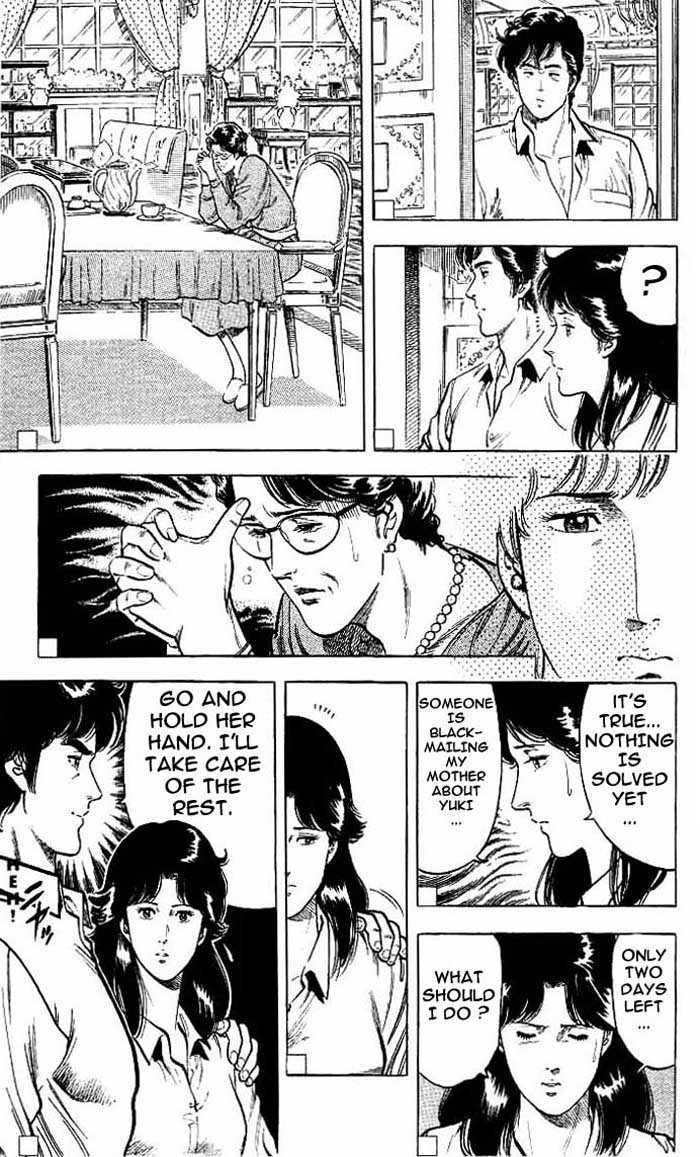 ?
IT'S
TRUE...
NOTHING
IS
SOLVED
YET
...
SOMEONE
IS
BLACK-
MAILING
MY
MOTHER
ABOUT
YUKI
...
ONLY
TWO
DAYS
LEFT
...
WHAT
SHOULD
I DO ?
GO AND
HOLD HER
HAND. I'LL
TAKE CARE
OF THE
REST.
HEM!